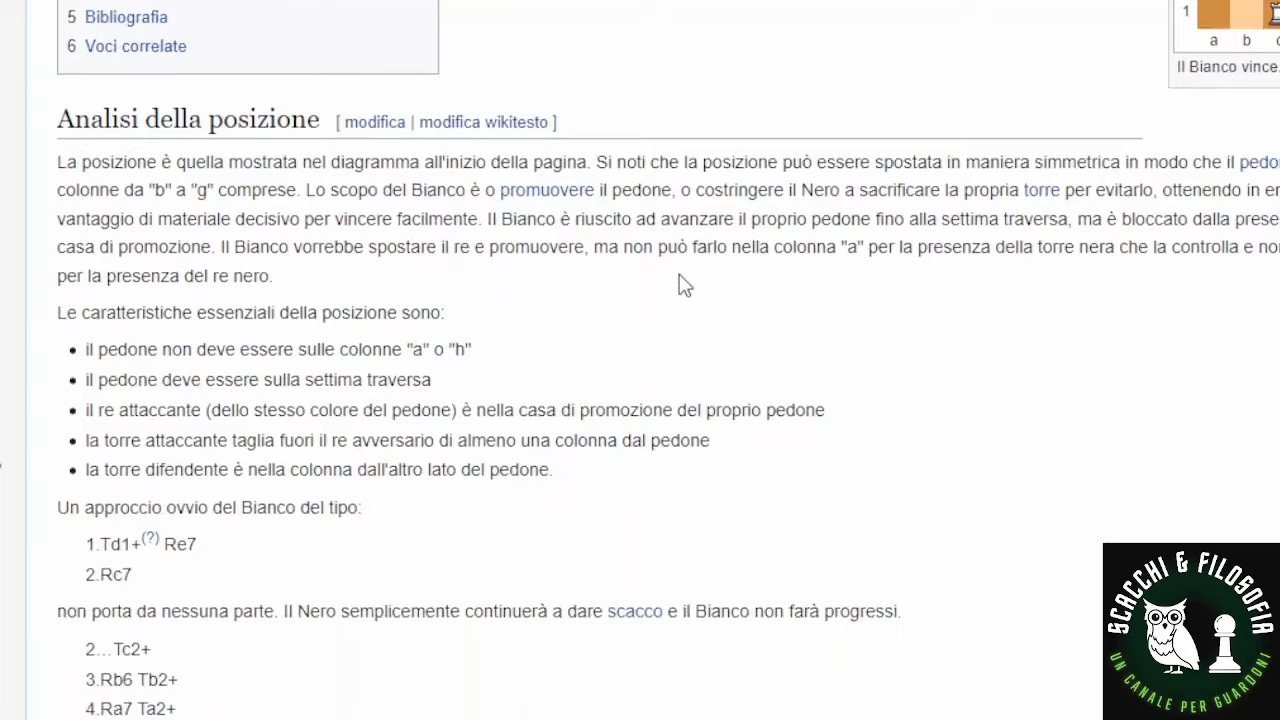 5 Bibliografia
6 Voci correlate
1
a b
Il Bianco vince.
Analisi della posizione [ modifica | modifica wikitesto ]
La posizione è quella mostrata nel diagramma all'inizio della pagina. Si noti che la posizione può essere spostata in maniera simmetrica in modo che il
colonne da "b" a "g" comprese. Lo scopo del Bianco è o promuovere il pedone, o costringere il Nero a sacrificare la propria torre per evitarlo, ottenendo in
vantaggio di materiale decisivo per vincere facilmente. Il Bianco è riuscito ad avanzare il proprio pedone fino alla settima traversa, ma è bloccato dalla
casa di promozione. Il Bianco vorrebbe spostare il re e promuovere, ma non può farlo nella colonna "a" per la presenza della torre nera che la controlla e
per la presenza del re nero.
Le caratteristiche essenziali della posizione sono:
• il pedone non deve essere sulle colonne "a" o "h"
• il pedone deve essere sulla settima traversa
• il re attaccante (dello stesso colore del pedone) è nella casa di promozione del proprio pedone
• la torre attaccante taglia fuori il re avversario di almeno una colonna dal pedone
• la torre difendente è nella colonna dall'altro lato del pedone.
Un approccio ovvio del Bianco del tipo:
1.Td1+(?) Re7
2.Rc7
non porta da nessuna parte. Il Nero semplicemente continuerà a dare scacco e il Bianco non farà progressi.
2...Tc2+
3.Rb6 Tb2+
4.Ra7 Ta2+
SCACCHI & FILOSOFIA
UN CANALE PER GUARDONI